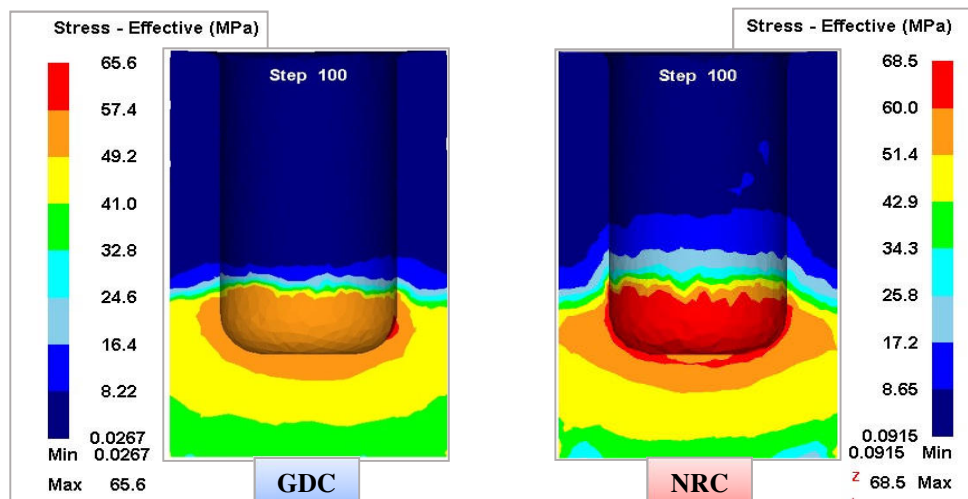 Stress - Effective (MPa)
65.6
57.4
49.2
41.0
32.8
24.6
16.4
8.22
0.0267
Min 0.0267
Max 65.6
Step 100
GDC
Stress - Effective (MPa)
68.5
60.0
51.4
42.9
34.3
25.8
17.2
8.65
0.0915
0.0915 Min
Z 68.5 Max
Step 100
NRC